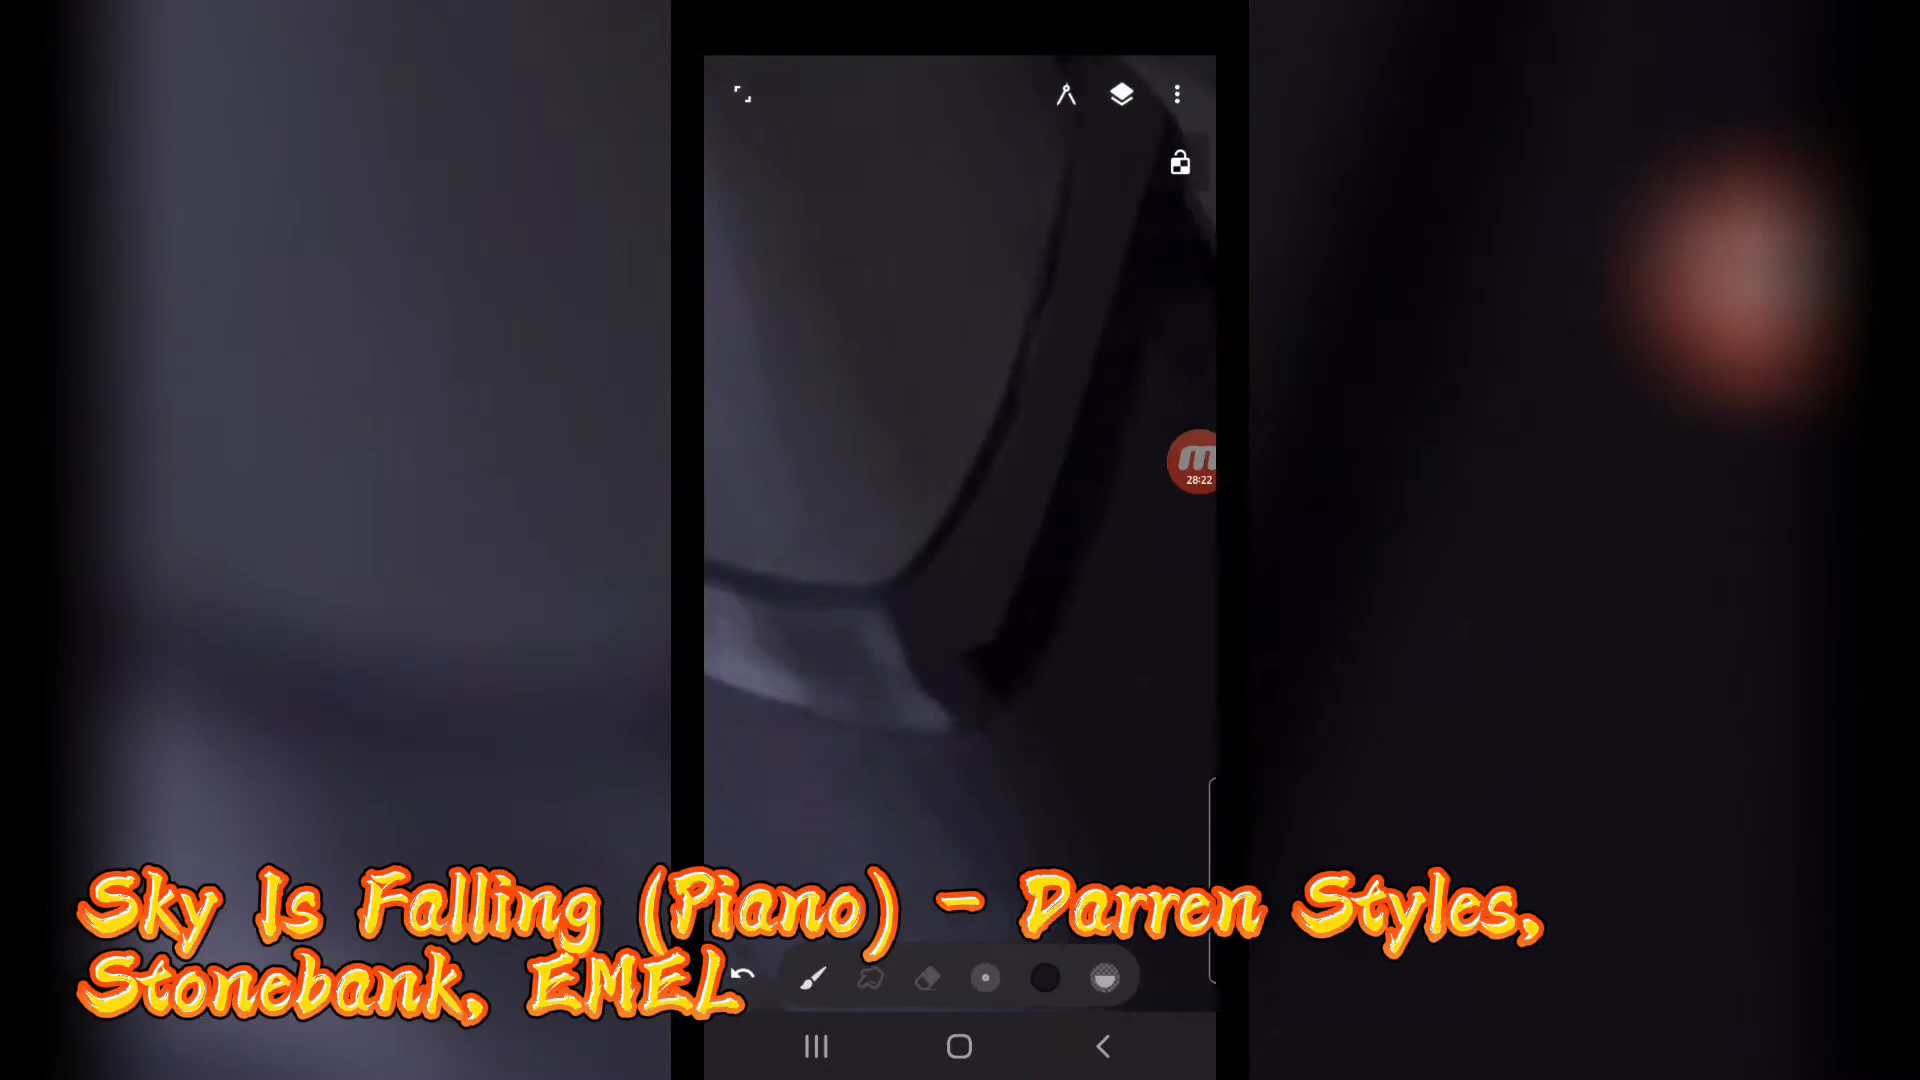 m
28:22
Sky Is Falling (Piano) - Darren Styles,
Stonebank, EMEL